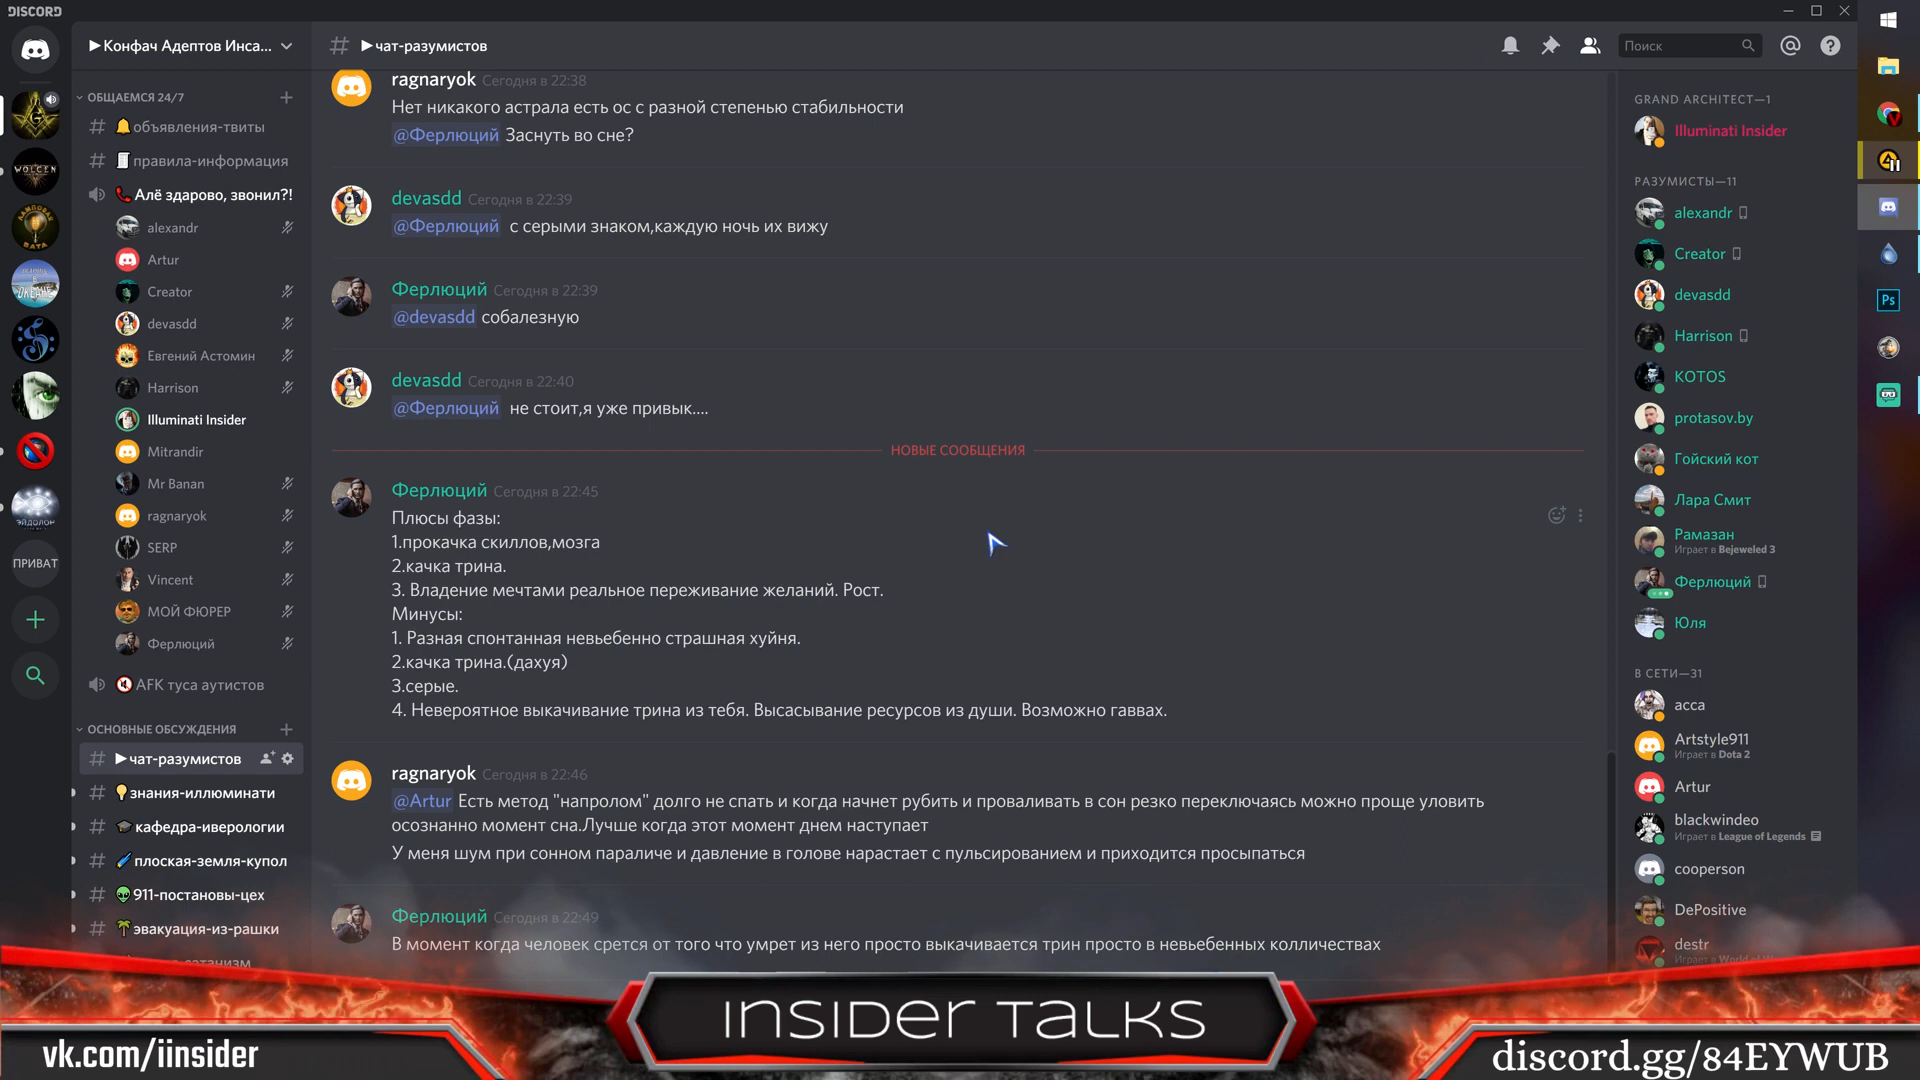 DISCORD
Конфач Адептов Инса...
ОБЩАЕМСЯ 24/7
объявления-твиты
правила-информация
Алё здарово, звонил?!
alexandr
Artur
Creator
devasdd
Евгений Астомин
Harrison
Illuminati Insider
Mitrandir
Mr Banan
ragnaryok
SERP
Vincent
МОЙ ФЮРЕР
Ферлюций
AFK туса аутистов
ОСНОВНЫЕ ОБСУЖДЕНИЯ
чат-разумистов
знания-иллюминати
кафедра-иверологии
плоская-земля-купол
911-постановы-цех
эвакуация-из-рашки
WOLCEN
ЛАМПОВАЯ
ВАТА
ОКЕАНЕ
ЭЙДОЛОН
ПРИВАТ
# чат-разумистов
Поиск
ragnaryok Сегодня в 22:38
Нет никакого астрала есть ос с разной степенью стабильности
@Ферлюций Заснуть во сне?
devasdd Сегодня в 22:39
@Ферлюций с серыми знаком,каждую ночь их вижу
Ферлюций Сегодня в 22:39
@devasdd собалезную
devasdd Сегодня в 22:40
@Ферлюций не стоит,я уже привык....
НОВЫЕ СООБЩЕНИЯ
Ферлюций Сегодня в 22:45
Плюсы фазы:
1.прокачка скиллов,мозга
2.качка трина.
3. Владение мечтами реальное переживание желаний. Рост.
Минусы:
1. Разная спонтанная невьебенно страшная хуйня.
2.качка трина.(дахуя)
3.серые.
4. Невероятное выкачивание трина из тебя. Высасывание ресурсов из души. Возможно гаввах.
ragnaryok Сегодня в 22:46
@Artur Есть метод "напролом" долго не спать и когда начнет рубить и проваливать в сон резко переключаясь можно проще уловить
осознанно момент сна.Лучше когда этот момент днем наступает
У меня шум при сонном параличе и давление в голове нарастает с пульсированием и приходится просыпаться
Ферлюций Сегодня в 22:49
В момент когда человек срется от того что умрет из него просто выкачивается трин просто в невьебенных колличествах
GRAND ARCHITECT—1
Illuminati Insider
РАЗУМИСТЫ—11
alexandr
Creator
devasdd
Harrison
KOTOS
protasov.by
Гойский кот
Лара Смит
Рамазан
Играет в Bejeweled 3
Ферлюций
Юля
В СЕТИ—31
acca
Artstyle911
Играет в Dota 2
Artur
blackwindeo
Играет в League of Legends
cooperson
DePositive
destr
Ps
INSIDER TALKS
vk.com/iinsider
discord.gg/84EYWUB